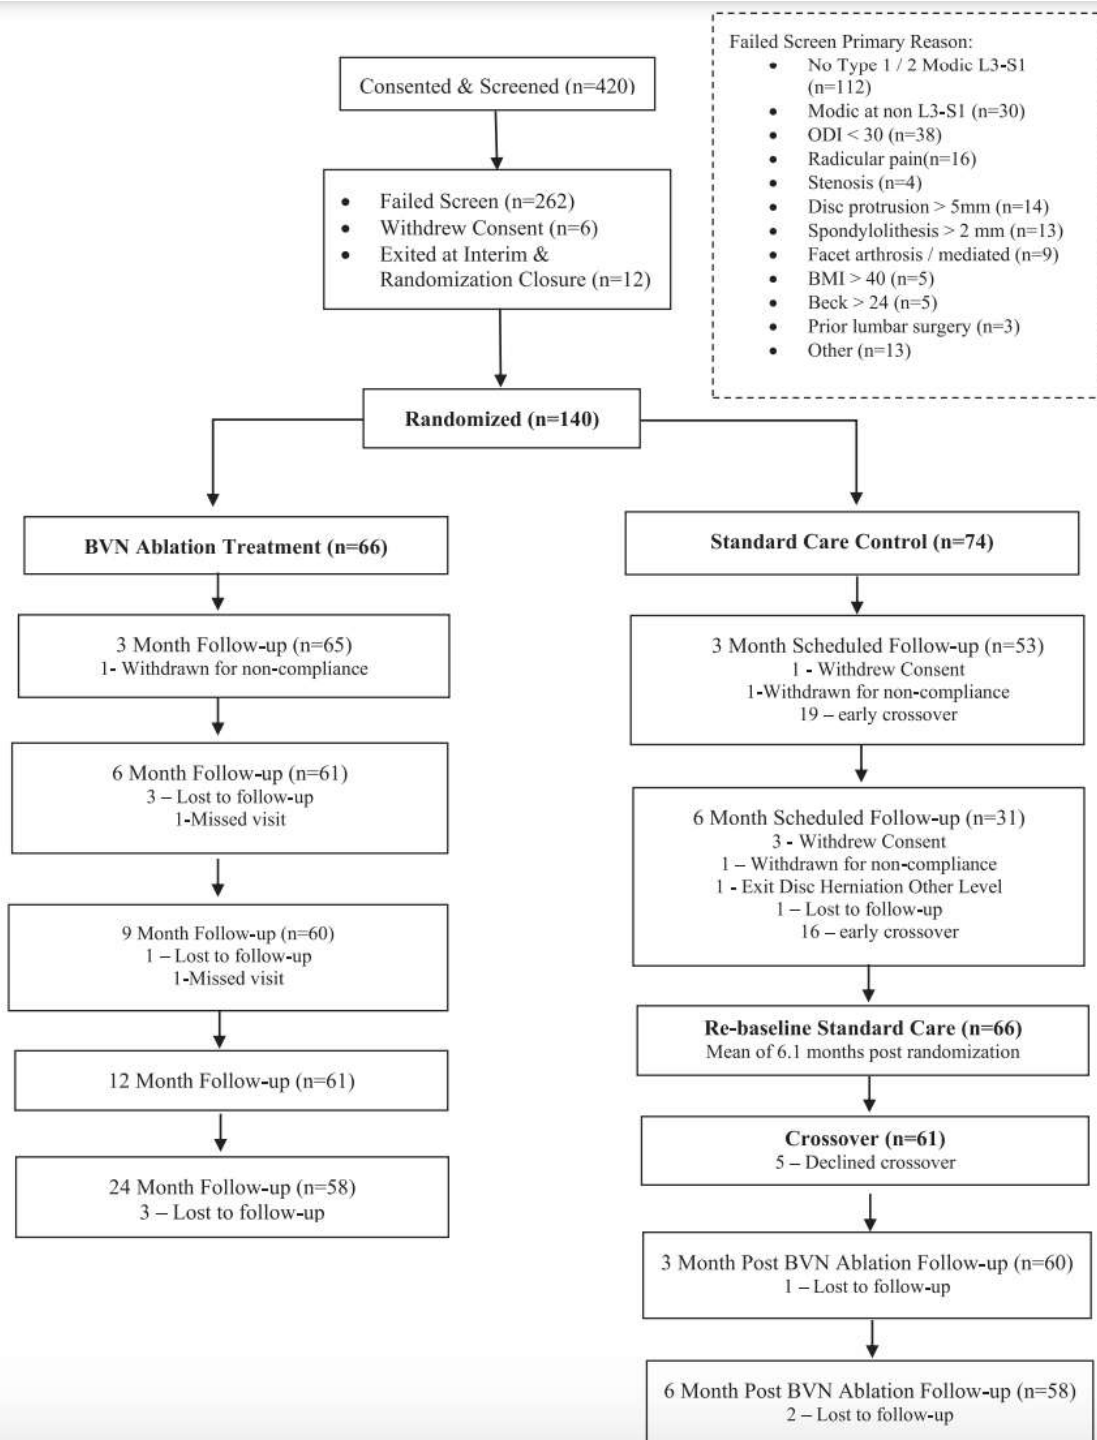 Consented & Screened (n=420)
Failed Screen Primary Reason:
• No Type 1 / 2 Modic L3-S1
(n=112)
• Modic at non L3-S1 (n=30)
• ODI < 30 (n=38)
• Radicular pain(n=16)
• Stenosis (n=4)
• Disc protrusion > 5mm (n=14)
• Spondylolithesis > 2 mm (n=13)
• Facet arthrosis / mediated (n=9)
• BMI > 40 (n=5)
• Beck > 24 (n=5)
• Prior lumbar surgery (n=3)
• Other (n=13)
• Failed Screen (n=262)
• Withdrew Consent (n=6)
• Exited at Interim &
Randomization Closure (n=12)
Randomized (n=140)
BVN Ablation Treatment (n=66)
3 Month Follow-up (n=65)
1- Withdrawn for non-compliance
6 Month Follow-up (n=61)
3 – Lost to follow-up
1-Missed visit
9 Month Follow-up (n=60)
1 – Lost to follow-up
1-Missed visit
12 Month Follow-up (n=61)
24 Month Follow-up (n=58)
3 – Lost to follow-up
Standard Care Control (n=74)
3 Month Scheduled Follow-up (n=53)
1 - Withdrew Consent
1-Withdrawn for non-compliance
19 – early crossover
6 Month Scheduled Follow-up (n=31)
3 - Withdrew Consent
1 – Withdrawn for non-compliance
1 - Exit Disc Herniation Other Level
1 – Lost to follow-up
16 – early crossover
Re-baseline Standard Care (n=66)
Mean of 6.1 months post randomization
Crossover (n=61)
5 – Declined crossover
3 Month Post BVN Ablation Follow-up (n=60)
1 – Lost to follow-up
6 Month Post BVN Ablation Follow-up (n=58)
2 – Lost to follow-up